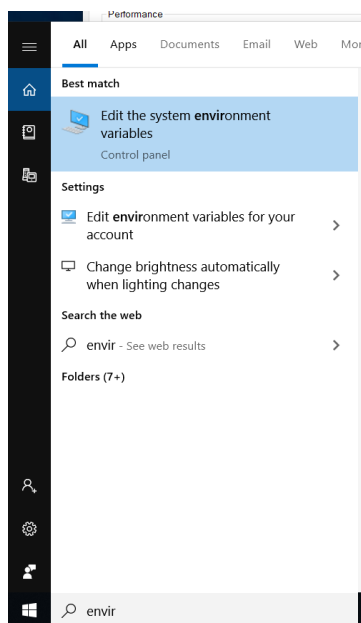 Performance
All Apps Documents Email Web Mor
Best match
Edit the system environment
variables
Control panel
Settings
Edit environment variables for your
account
Change brightness automatically
when lighting changes
Search the web
envir - See web results
Folders (7+)
envir